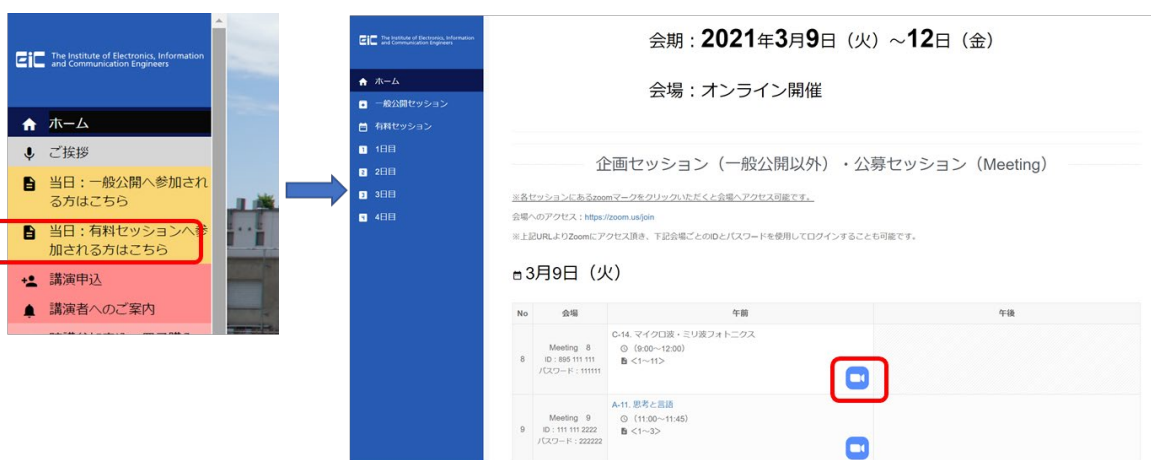 EiC The Institute of Electronics, Information
and Communication Engineers
ホーム
ご挨拶
当日：一般公開へ参加され
る方はこちら
当日：有料セッションへ参
加される方はこちら
講演申込
講演者へのご案内
EiC The Institute of Electronics, Information
and Communication Engineers
ホーム
一般公開セッション
有料セッション
1 1日目
2 2日目
3 3日目
4 4日目
会期：2021年3月9日（火）～12日（金）
会場：オンライン開催
企画セッション（一般公開以外）・公募セッション（Meeting）
※各セッションにあるzoomマークをクリックいただくと会場へアクセス可能です。
会場へのアクセス：https://zoom.us/join
※上記URLよりZoomにアクセス頂き、下記会場ごとのIDとパスワードを使用してログインすることも可能です。
3月9日（火）
No 会場 午前 午後
C-14. マイクロ波・ミリ波フォトニクス
8 Meeting 8 （9:00～12:00）
ID : 895 111 111 <1～11>
パスワード : 111111
A-11. 思考と言語
9 Meeting 9 （11:00～11:45）
ID : 111 111 2222 <1～3>
パスワード : 222222